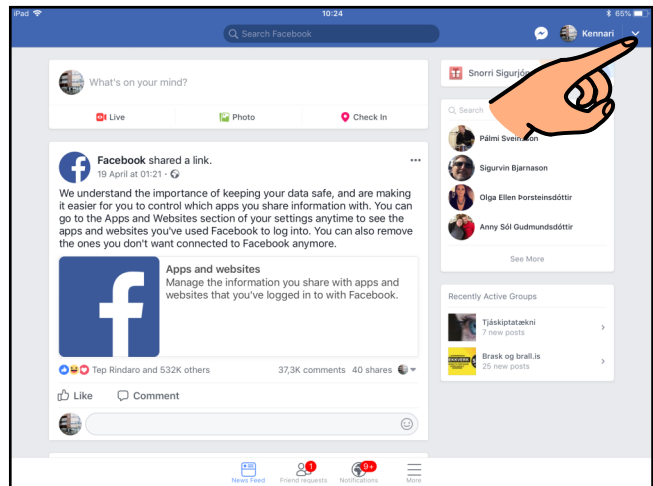 iPad 10:24 65%
Search Facebook
Kennari
What's on your mind?
Live Photo Check In
Facebook shared a link.
19 April at 01:21 ·
We understand the importance of keeping your data safe, and are making
it easier for you to control which apps you share information with. You can
go to the Apps and Websites section of your settings anytime to see the
apps and websites you've used Facebook to log into. You can also remove
the ones you don't want connected to Facebook anymore.
Apps and websites
Manage the information you share with apps and
websites that you've logged in to with Facebook.
Tep Rindaro and 532K others 37,3K comments 40 shares
Like Comment
Snorri
Search
Pálmi
Sigurvin Bjarnason
Olga Ellen Þorsteinsdóttir
Anny Sól Gudmundsdóttir
See More
Recently Active Groups
Tjáskiptatækni
7 new posts
Brask og brall.is
25 new posts
1 9+
News Feed Friend requests Notifications More